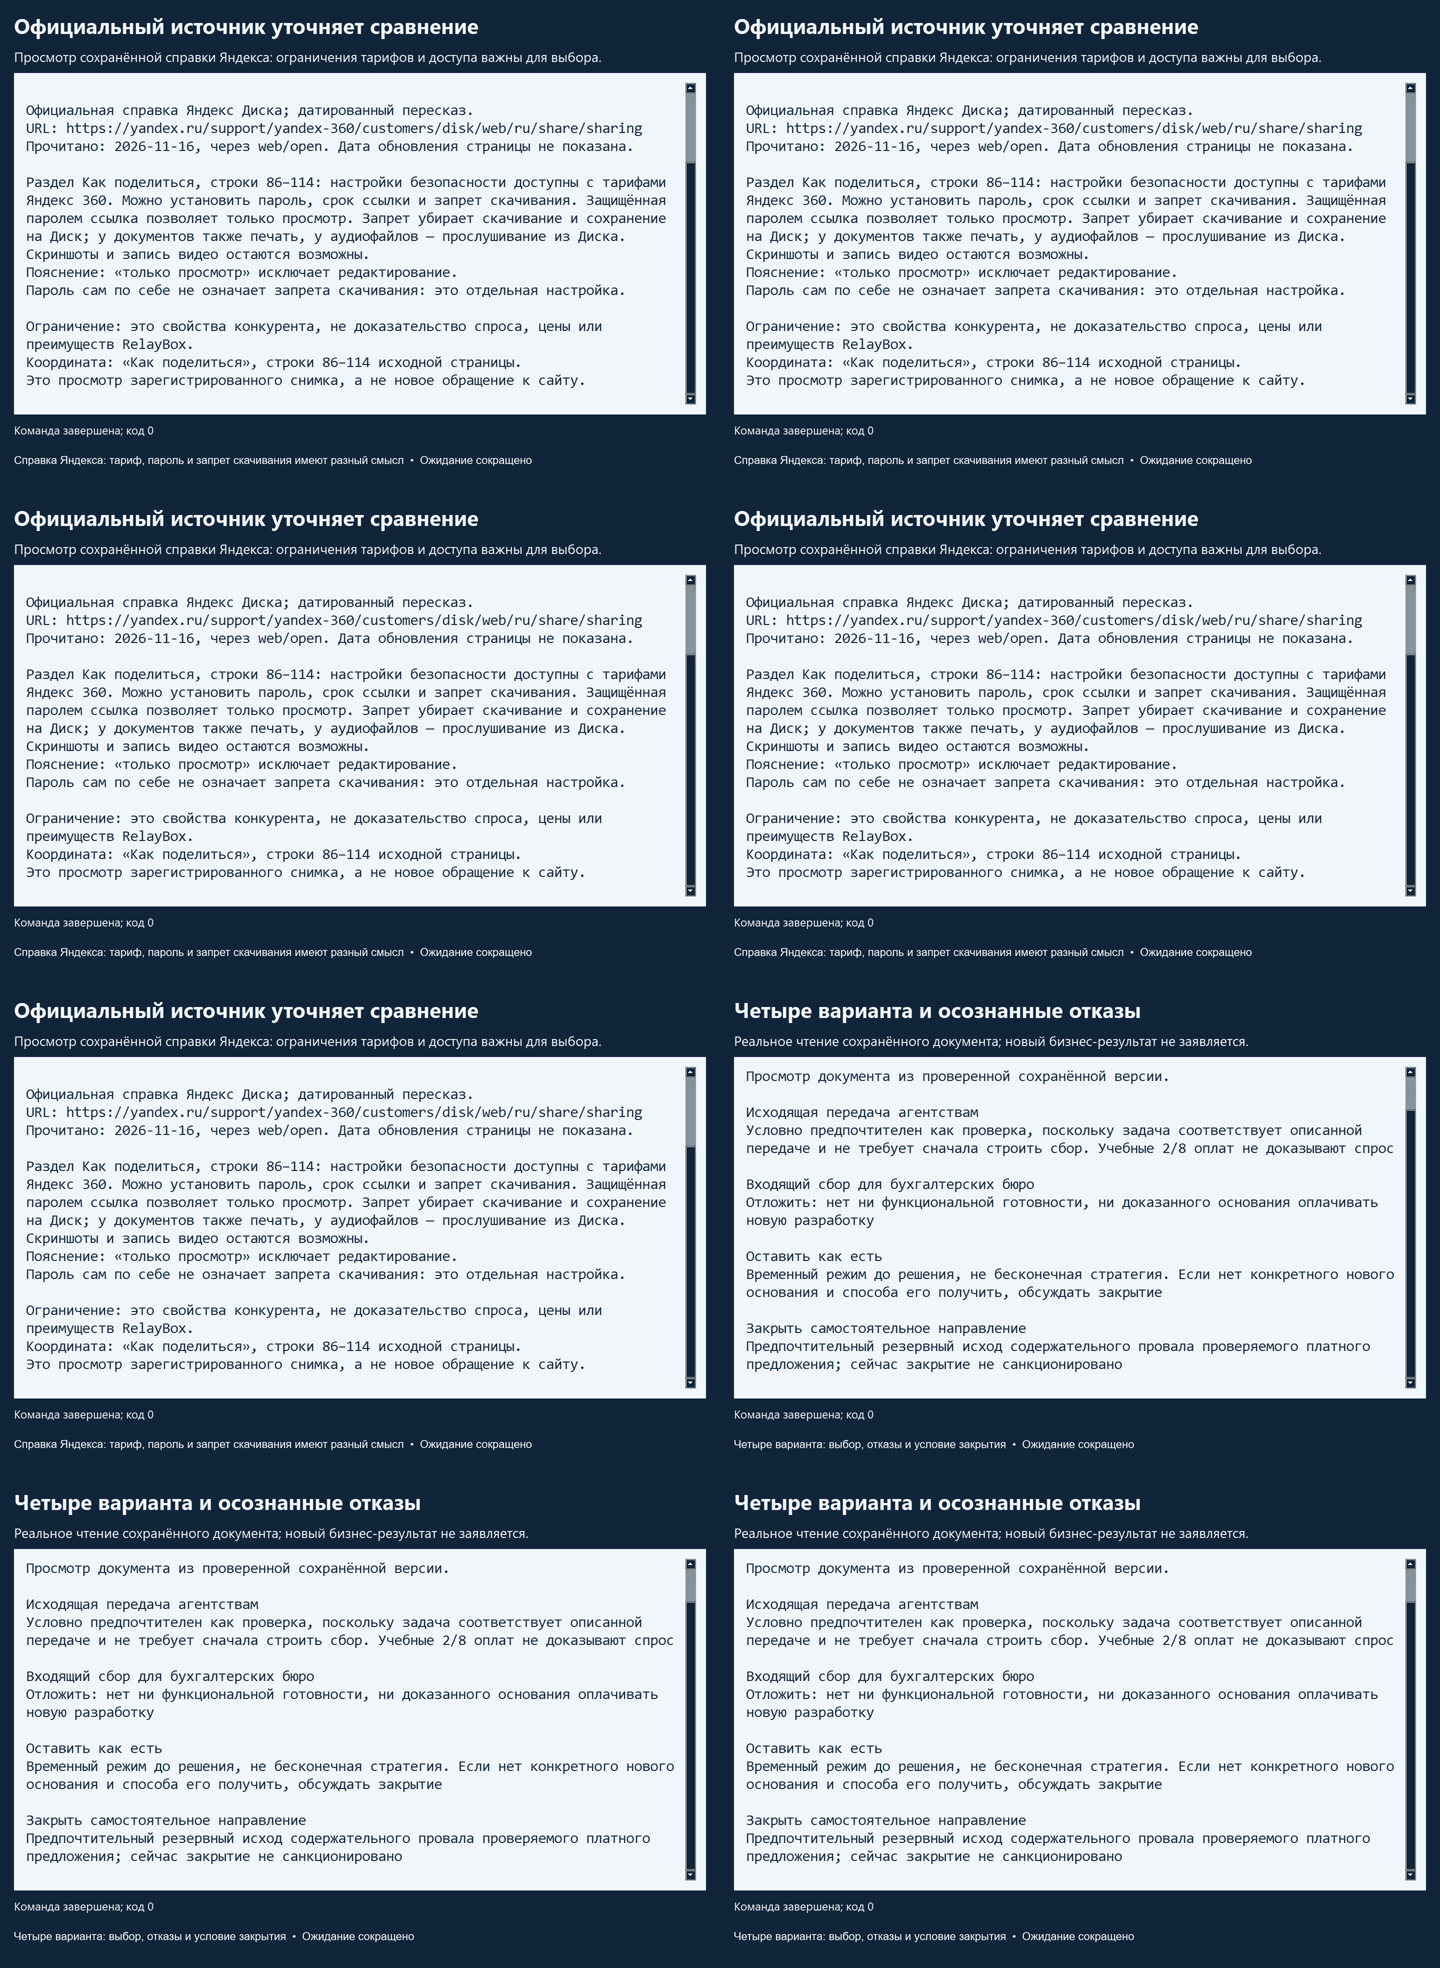 Официальный источник уточняет сравнение
Просмотр сохранённой справки Яндекса: ограничения тарифов и доступа важны для выбора.
Официальная справка Яндекс Диска; датированный пересказ.
URL: https://yandex.ru/support/yandex-360/customers/disk/web/ru/share/sharing
Прочитано: 2026-11-16, через web/open. Дата обновления страницы не показана.
Раздел Как поделиться, строки 86–114: настройки безопасности доступны с тарифами
Яндекс 360. Можно установить пароль, срок ссылки и запрет скачивания. Защищённая
паролем ссылка позволяет только просмотр. Запрет убирает скачивание и сохранение
на Диск; у документов также печать, у аудиофайлов — прослушивание из Диска.
Скриншоты и запись видео остаются возможны.
Пояснение: «только просмотр» исключает редактирование.
Пароль сам по себе не означает запрета скачивания: это отдельная настройка.
Ограничение: это свойства конкурента, не доказательство спроса, цены или
преимуществ RelayBox.
Координата: «Как поделиться», строки 86–114 исходной страницы.
Это просмотр зарегистрированного снимка, а не новое обращение к сайту.
Команда завершена; код 0
Справка Яндекса: тариф, пароль и запрет скачивания имеют разный смысл • Ожидание сокращено
Официальный источник уточняет сравнение
Просмотр сохранённой справки Яндекса: ограничения тарифов и доступа важны для выбора.
Официальная справка Яндекс Диска; датированный пересказ.
URL: https://yandex.ru/support/yandex-360/customers/disk/web/ru/share/sharing
Прочитано: 2026-11-16, через web/open. Дата обновления страницы не показана.
Раздел Как поделиться, строки 86–114: настройки безопасности доступны с тарифами
Яндекс 360. Можно установить пароль, срок ссылки и запрет скачивания. Защищённая
паролем ссылка позволяет только просмотр. Запрет убирает скачивание и сохранение
на Диск; у документов также печать, у аудиофайлов — прослушивание из Диска.
Скриншоты и запись видео остаются возможны.
Пояснение: «только просмотр» исключает редактирование.
Пароль сам по себе не означает запрета скачивания: это отдельная настройка.
Ограничение: это свойства конкурента, не доказательство спроса, цены или
преимуществ RelayBox.
Координата: «Как поделиться», строки 86–114 исходной страницы.
Это просмотр зарегистрированного снимка, а не новое обращение к сайту.
Команда завершена; код 0
Справка Яндекса: тариф, пароль и запрет скачивания имеют разный смысл • Ожидание сокращено
Официальный источник уточняет сравнение
Просмотр сохранённой справки Яндекса: ограничения тарифов и доступа важны для выбора.
Официальная справка Яндекс Диска; датированный пересказ.
URL: https://yandex.ru/support/yandex-360/customers/disk/web/ru/share/sharing
Прочитано: 2026-11-16, через web/open. Дата обновления страницы не показана.
Раздел Как поделиться, строки 86–114: настройки безопасности доступны с тарифами
Яндекс 360. Можно установить пароль, срок ссылки и запрет скачивания. Защищённая
паролем ссылка позволяет только просмотр. Запрет убирает скачивание и сохранение
на Диск; у документов также печать, у аудиофайлов — прослушивание из Диска.
Скриншоты и запись видео остаются возможны.
Пояснение: «только просмотр» исключает редактирование.
Пароль сам по себе не означает запрета скачивания: это отдельная настройка.
Ограничение: это свойства конкурента, не доказательство спроса, цены или
преимуществ RelayBox.
Координата: «Как поделиться», строки 86–114 исходной страницы.
Это просмотр зарегистрированного снимка, а не новое обращение к сайту.
Команда завершена; код 0
Справка Яндекса: тариф, пароль и запрет скачивания имеют разный смысл • Ожидание сокращено
Официальный источник уточняет сравнение
Просмотр сохранённой справки Яндекса: ограничения тарифов и доступа важны для выбора.
Официальная справка Яндекс Диска; датированный пересказ.
URL: https://yandex.ru/support/yandex-360/customers/disk/web/ru/share/sharing
Прочитано: 2026-11-16, через web/open. Дата обновления страницы не показана.
Раздел Как поделиться, строки 86–114: настройки безопасности доступны с тарифами
Яндекс 360. Можно установить пароль, срок ссылки и запрет скачивания. Защищённая
паролем ссылка позволяет только просмотр. Запрет убирает скачивание и сохранение
на Диск; у документов также печать, у аудиофайлов — прослушивание из Диска.
Скриншоты и запись видео остаются возможны.
Пояснение: «только просмотр» исключает редактирование.
Пароль сам по себе не означает запрета скачивания: это отдельная настройка.
Ограничение: это свойства конкурента, не доказательство спроса, цены или
преимуществ RelayBox.
Координата: «Как поделиться», строки 86–114 исходной страницы.
Это просмотр зарегистрированного снимка, а не новое обращение к сайту.
Команда завершена; код 0
Справка Яндекса: тариф, пароль и запрет скачивания имеют разный смысл • Ожидание сокращено
Официальный источник уточняет сравнение
Просмотр сохранённой справки Яндекса: ограничения тарифов и доступа важны для выбора.
Официальная справка Яндекс Диска; датированный пересказ.
URL: https://yandex.ru/support/yandex-360/customers/disk/web/ru/share/sharing
Прочитано: 2026-11-16, через web/open. Дата обновления страницы не показана.
Раздел Как поделиться, строки 86–114: настройки безопасности доступны с тарифами
Яндекс 360. Можно установить пароль, срок ссылки и запрет скачивания. Защищённая
паролем ссылка позволяет только просмотр. Запрет убирает скачивание и сохранение
на Диск; у документов также печать, у аудиофайлов — прослушивание из Диска.
Скриншоты и запись видео остаются возможны.
Пояснение: «только просмотр» исключает редактирование.
Пароль сам по себе не означает запрета скачивания: это отдельная настройка.
Ограничение: это свойства конкурента, не доказательство спроса, цены или
преимуществ RelayBox.
Координата: «Как поделиться», строки 86–114 исходной страницы.
Это просмотр зарегистрированного снимка, а не новое обращение к сайту.
Команда завершена; код 0
Справка Яндекса: тариф, пароль и запрет скачивания имеют разный смысл • Ожидание сокращено
Четыре варианта и осознанные отказы
Реальное чтение сохранённого документа; новый бизнес-результат не заявляется.
Просмотр документа из проверенной сохранённой версии.
Исходящая передача агентствам
Условно предпочтителен как проверка, поскольку задача соответствует описанной
передаче и не требует сначала строить сбор. Учебные 2/8 оплат не доказывают спрос
Входящий сбор для бухгалтерских бюро
Отложить: нет ни функциональной готовности, ни доказанного основания оплачивать
новую разработку
Оставить как есть
Временный режим до решения, не бесконечная стратегия. Если нет конкретного нового
основания и способа его получить, обсуждать закрытие
Закрыть самостоятельное направление
Предпочтительный резервный исход содержательного провала проверяемого платного
предложения; сейчас закрытие не санкционировано
Команда завершена; код 0
Четыре варианта: выбор, отказы и условие закрытия • Ожидание сокращено
Четыре варианта и осознанные отказы
Реальное чтение сохранённого документа; новый бизнес-результат не заявляется.
Просмотр документа из проверенной сохранённой версии.
Исходящая передача агентствам
Условно предпочтителен как проверка, поскольку задача соответствует описанной
передаче и не требует сначала строить сбор. Учебные 2/8 оплат не доказывают спрос
Входящий сбор для бухгалтерских бюро
Отложить: нет ни функциональной готовности, ни доказанного основания оплачивать
новую разработку
Оставить как есть
Временный режим до решения, не бесконечная стратегия. Если нет конкретного нового
основания и способа его получить, обсуждать закрытие
Закрыть самостоятельное направление
Предпочтительный резервный исход содержательного провала проверяемого платного
предложения; сейчас закрытие не санкционировано
Команда завершена; код 0
Четыре варианта: выбор, отказы и условие закрытия • Ожидание сокращено
Четыре варианта и осознанные отказы
Реальное чтение сохранённого документа; новый бизнес-результат не заявляется.
Просмотр документа из проверенной сохранённой версии.
Исходящая передача агентствам
Условно предпочтителен как проверка, поскольку задача соответствует описанной
передаче и не требует сначала строить сбор. Учебные 2/8 оплат не доказывают спрос
Входящий сбор для бухгалтерских бюро
Отложить: нет ни функциональной готовности, ни доказанного основания оплачивать
новую разработку
Оставить как есть
Временный режим до решения, не бесконечная стратегия. Если нет конкретного нового
основания и способа его получить, обсуждать закрытие
Закрыть самостоятельное направление
Предпочтительный резервный исход содержательного провала проверяемого платного
предложения; сейчас закрытие не санкционировано
Команда завершена; код 0
Четыре варианта: выбор, отказы и условие закрытия • Ожидание сокращено